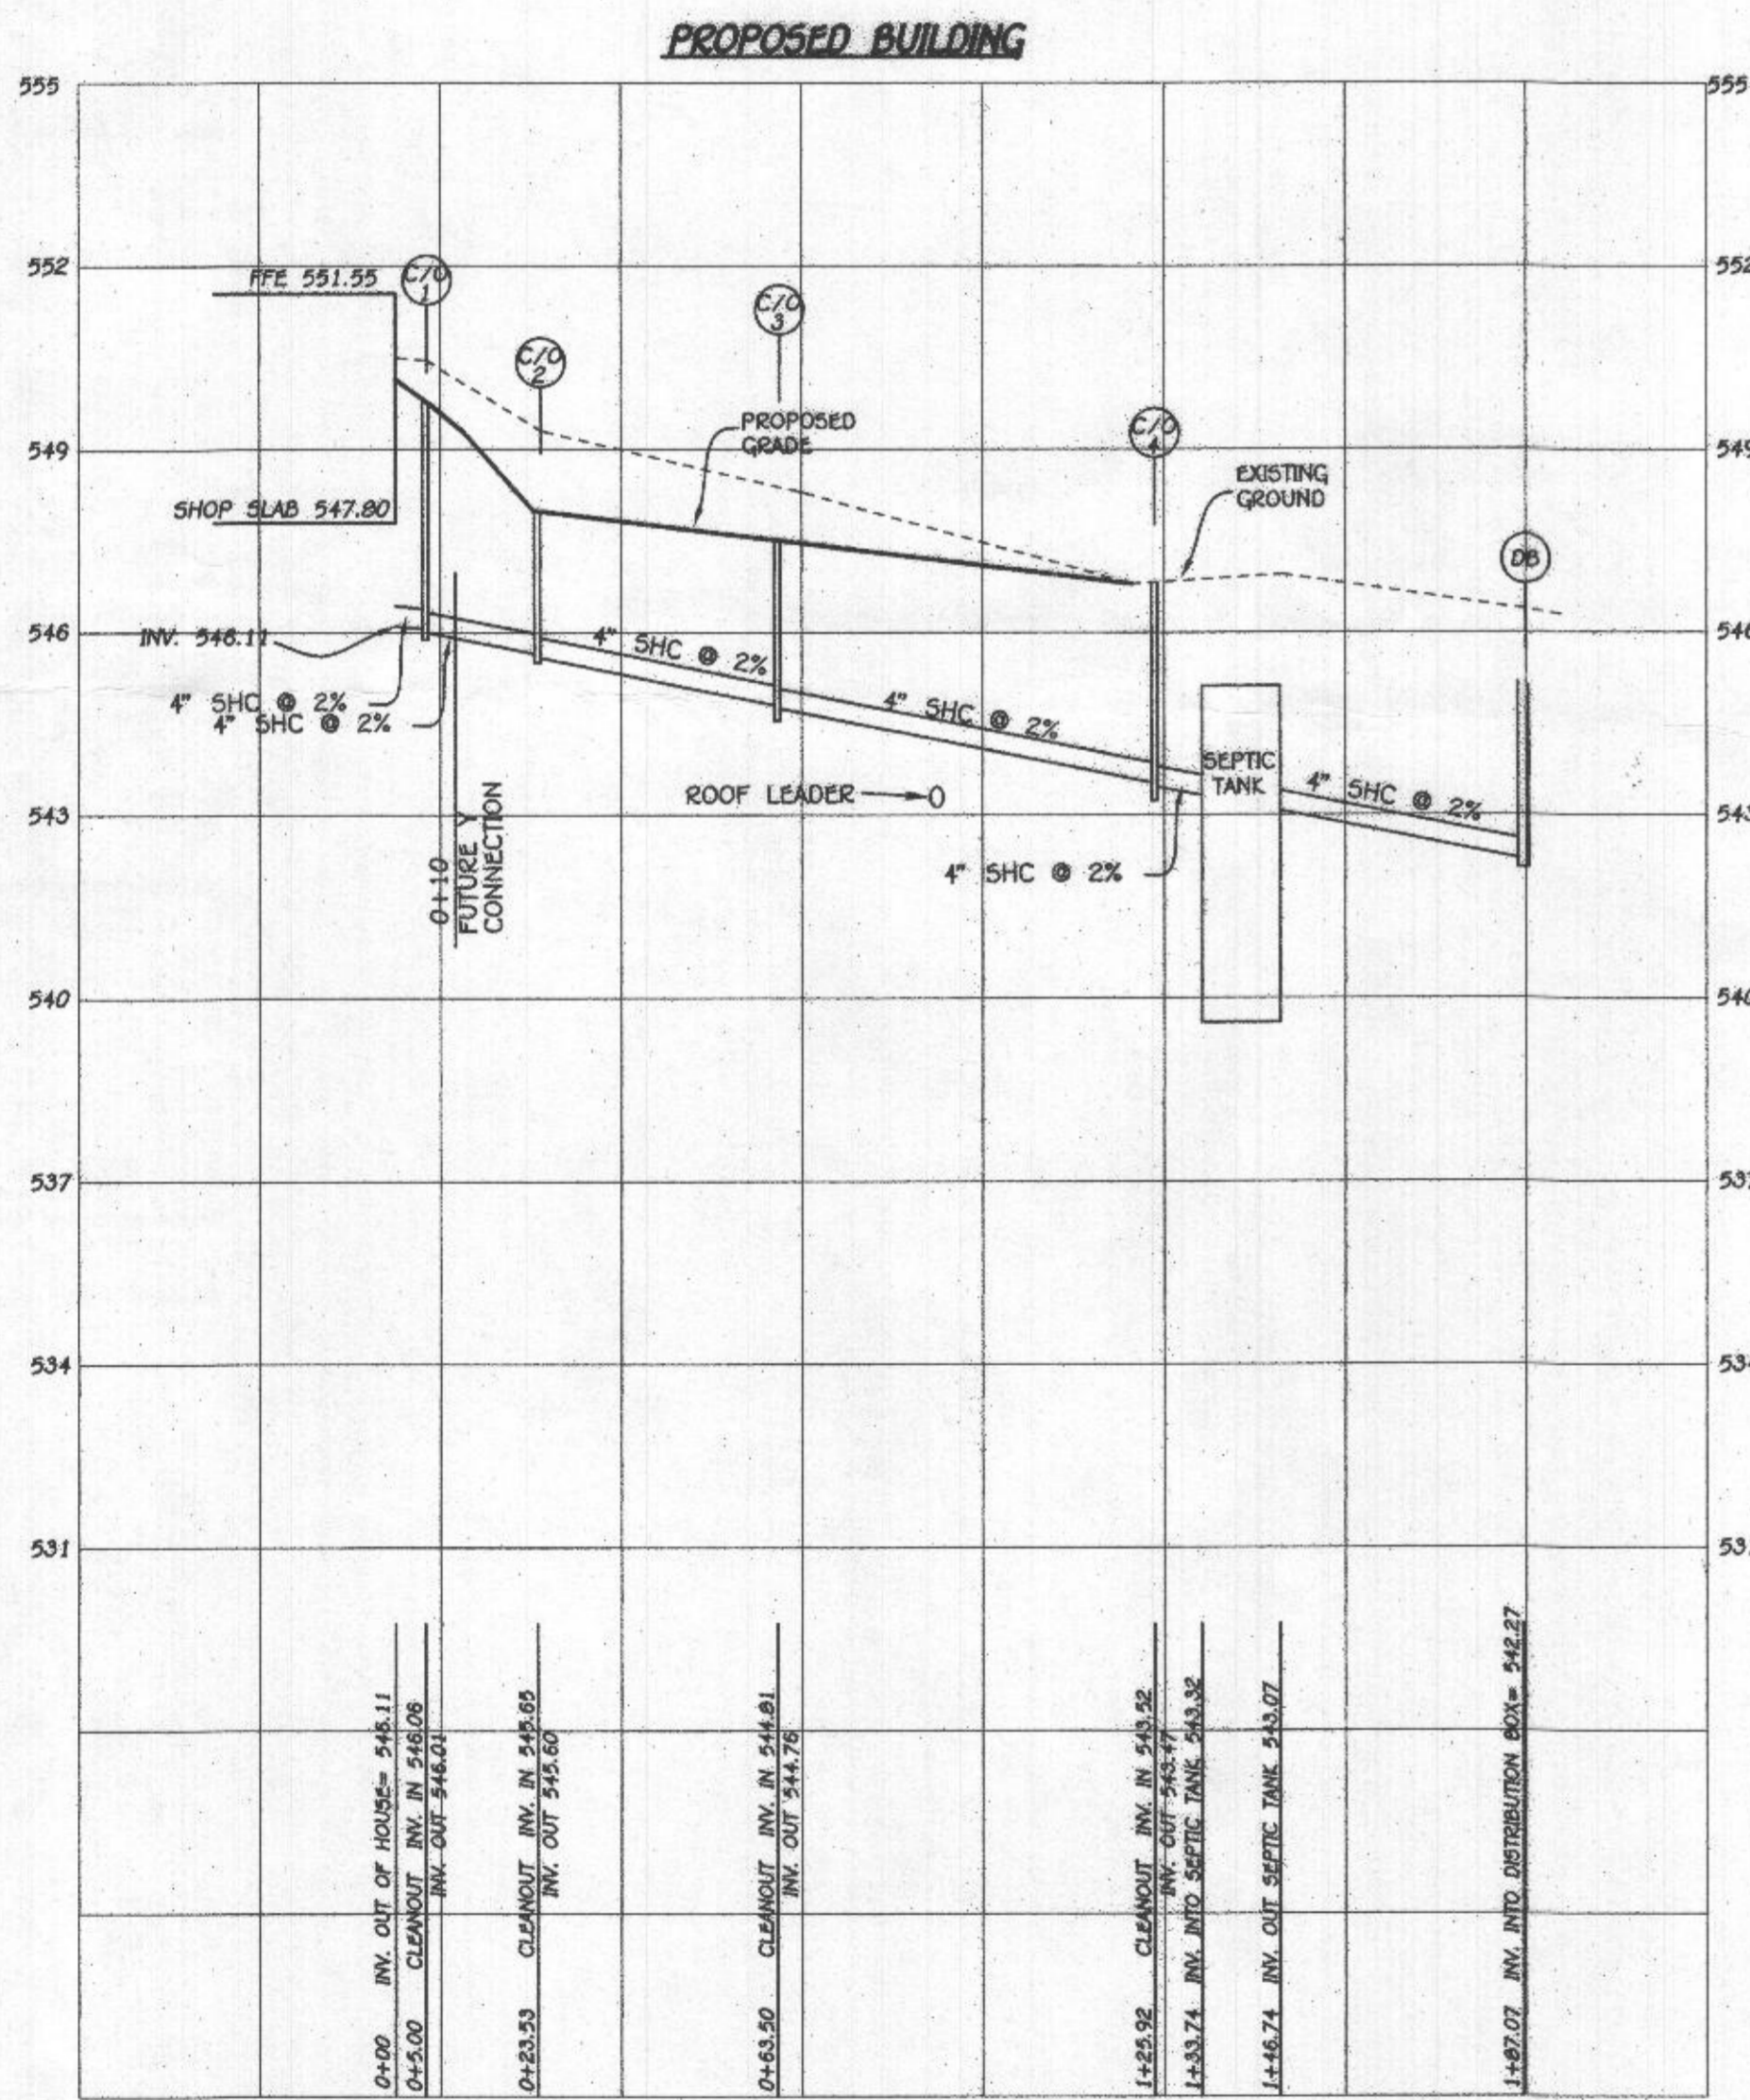 PROPOSED BUILDING
555
555
552
552
FFE 551.55
C/O
1
C/O
2
C/O
3
PROPOSED
GRADE
549
549
C/O
4
EXISTING
GROUND
SHOP SLAB 547.80
DB
546
546
INV. 546.11
4" SHC @ 2%
4" SHC @ 2%
4" SHC @ 2%
4" SHC @ 2%
SEPTIC
TANK
4" SHC @ 2%
ROOF LEADER
543
543
4" SHC @ 2%
0+10
FUTURE Y
CONNECTION
540
540
537
537
534
534
531
531
0+00 INV. OUT OF HOUSE= 546.11
0+5.00 CLEANOUT INV. IN 546.06
INV. OUT 546.01
0+23.53 CLEANOUT INV. IN 545.65
INV. OUT 545.60
0+63.50 CLEANOUT INV. IN 544.81
INV. OUT 544.76
1+25.92 CLEANOUT INV. IN 543.52
INV. OUT 543.47
1+33.74 INV. INTO SEPTIC TANK 543.32
1+46.74 INV. OUT SEPTIC TANK 543.07
1+87.07 INV. INTO DISTRIBUTION BOX= 542.27